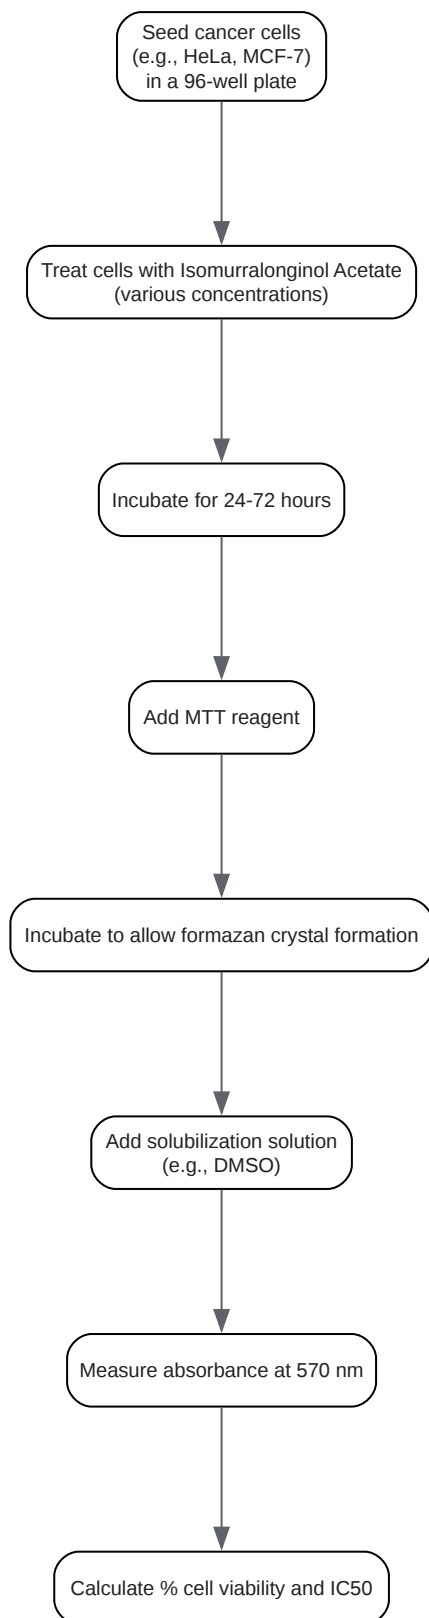 Seed cancer cells
(e.g., HeLa, MCF-7)
in a 96-well plate
Treat cells with Isomurralonginol Acetate
(various concentrations)
Incubate for 24-72 hours
Add MTT reagent
Incubate to allow formazan crystal formation
Add solubilization solution
(e.g., DMSO)
Measure absorbance at 570 nm
Calculate % cell viability and IC50